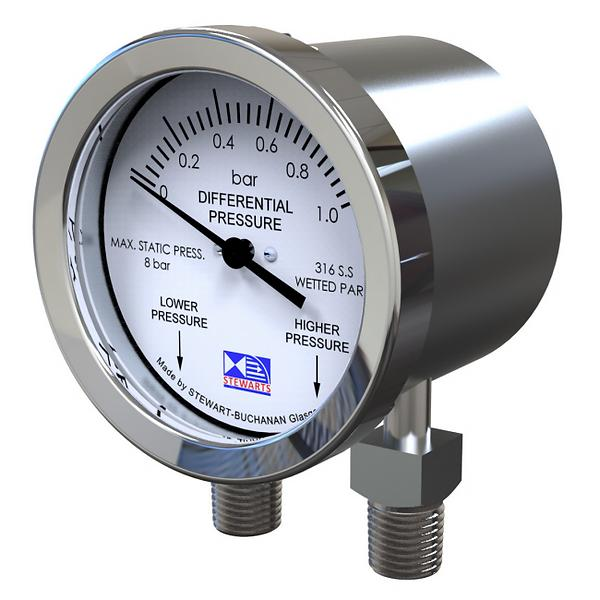 0
0.2
0.4
0.6
0.8
1.0
bar
DIFFERENTIAL
PRESSURE
MAX. STATIC PRESS.
8 bar
316 S.S
WETTED PAR
LOWER
PRESSURE
HIGHER
PRESSURE
STEWARTS
Made by STEWART-BUCHANAN Glasg